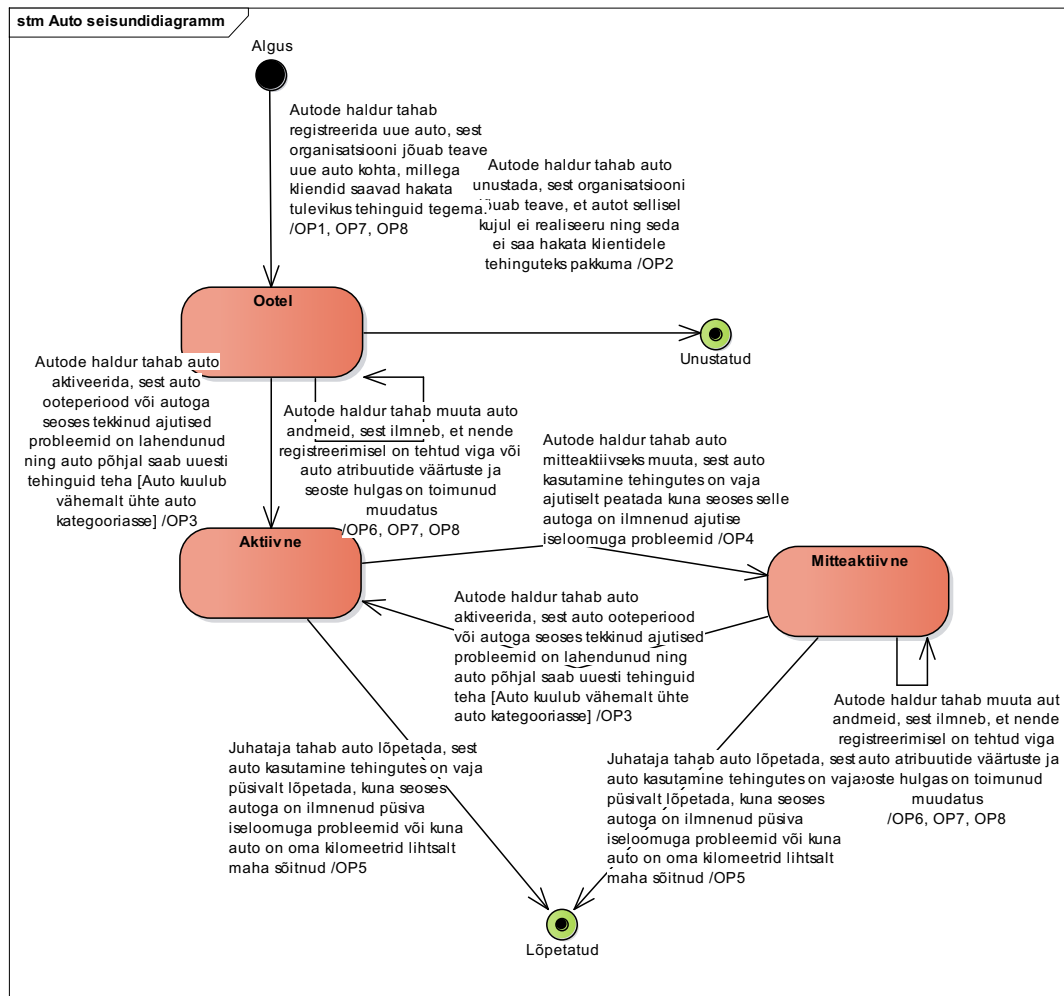 stm Auto seisundidiagramm
Algus
Autode haldur tahab
registreerida uue auto, sest
organisatsiooni jõuab teave
uue auto kohta, millega
kliendid saavad hakata
tulevikus tehinguid tegema.
/OP1, OP7, OP8
Autode haldur tahab auto
unustada, sest organisatsiooni
jõuab teave, et autot sellisel
kujul ei realiseeru ning seda
ei saa hakata klientidele
tehinguteks pakkuma /OP2
Ootel
Unustatud
Autode haldur tahab auto
aktiveerida, sest auto
ooteperiood või autoga
seoses tekkinud ajutised
probleemid on lahendunud
ning auto põhjal saab uuesti
tehinguid teha [Auto kuulub
vähemalt ühte auto
kategooriasse] /OP3
Autode haldur tahab muuta auto
andmeid, sest ilmneb, et nende
registreerimisel on tehtud viga või
auto atribuutide väärtuste ja
seoste hulgas on toimunud
muudatus
/OP6, OP7, OP8
Autode haldur tahab auto
mitteaktiivseks muuta, sest auto
kasutamine tehingutes on vaja
ajutiselt peatada kuna seoses selle
autoga on ilmnenud ajutise
iseloomuga probleemid /OP4
Aktiivne
Mitteaktiivne
Autode haldur tahab auto
aktiveerida, sest auto ooteperiood
või autoga seoses tekkinud ajutised
probleemid on lahendunud ning
auto põhjal saab uuesti tehinguid
teha [Auto kuulub vähemalt ühte
auto kategooriasse] /OP3
Autode haldur tahab muuta aut
andmeid, sest ilmneb, et nende
registreerimisel on tehtud viga
auto atribuutide väärtuste ja
hulgas on toimunud
muudatus
/OP6, OP7, OP8
Juhataja tahab auto lõpetada, sest
auto kasutamine tehingutes on vaja
püsivalt lõpetada, kuna seoses
autoga on ilmnenud püsiva
iseloomuga probleemid või kuna
auto on oma kilomeetrid lihtsalt
maha sõitnud /OP5
Juhataja tahab auto lõpetada, sest
auto kasutamine tehingutes on vaja
püsivalt lõpetada, kuna seoses
autoga on ilmnenud püsiva
iseloomuga probleemid või kuna
auto on oma kilomeetrid lihtsalt
maha sõitnud /OP5
Lõpetatud